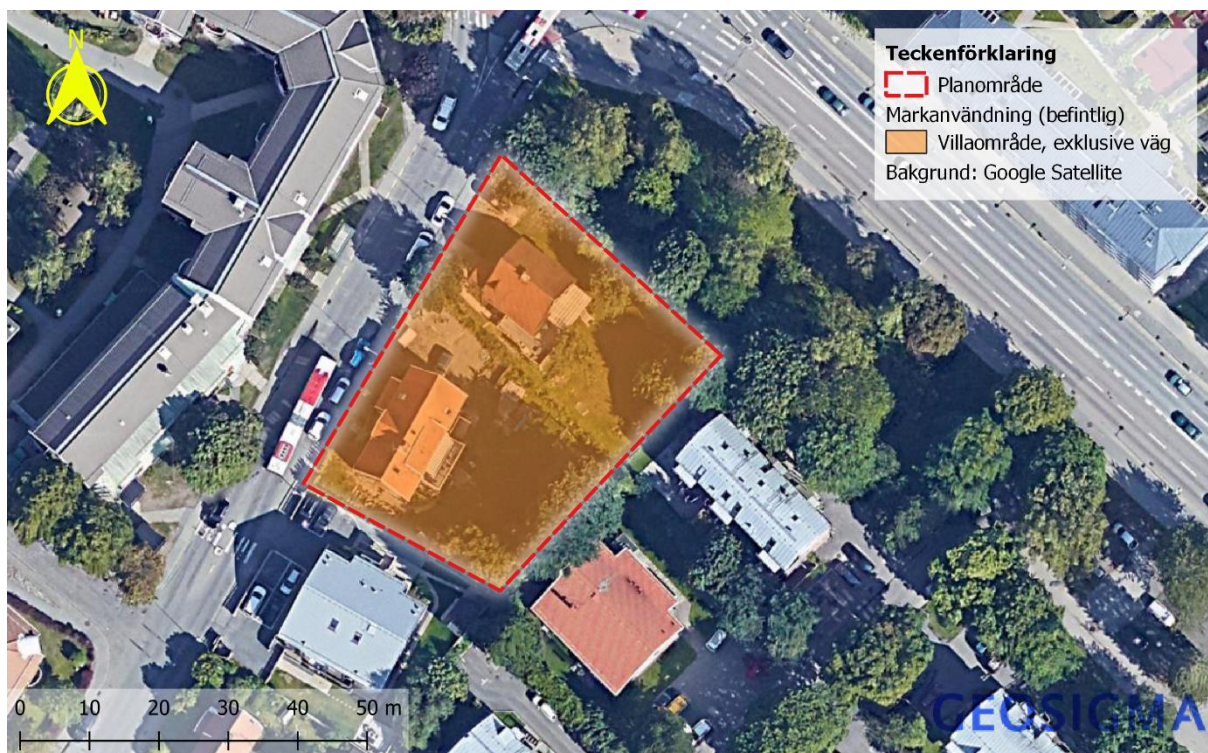 N
Teckenförklaring
Planområde
Markanvändning (befintlig)
Villaområde, exklusive väg
Bakgrund: Google Satellite
0 10 20 30 40 50 m
GEOSIGMA